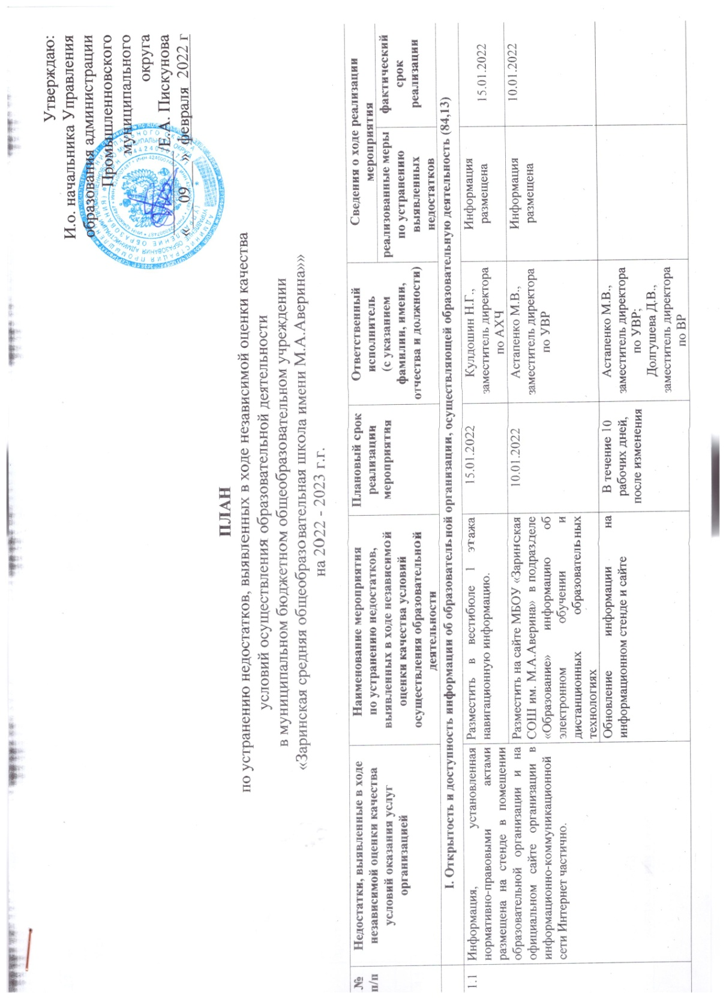 Утверждаю:
И.о. начальника Управления
образования администрации
Промышленновского
муниципального
округа
Е.А. Пискунова
" 09 » февраля 2022 г
ПЛАН
по устранению недостатков, выявленных в ходе независимой оценки качества
условий осуществления образовательной деятельности
в муниципальном бюджетном общеобразовательном учреждении
«Заринская средняя общеобразовательная школа имени М.А.Аверина»»
на 2022 - 2023 г.г.
№
п/п
Недостатки, выявленные в ходе
независимой оценки качества
условий оказания услуг
организацией
Наименование мероприятия
по устранению недостатков,
выявленных в ходе независимой
оценки качества условий
осуществления образовательной
деятельности
Плановый срок
реализации
мероприятия
Ответственный
исполнитель
(с указанием
фамилии, имени,
отчества и должности)
Сведения о ходе реализации
мероприятия
реализованные меры
по устранению
выявленных
недостатков
фактический
срок
реализации
I. Открытость и доступность информации об образовательной организации, осуществляющей образовательную деятельность (84,13)
1.1
Информация, установленная
нормативно-правовыми актами
размещена на стенде в помещении
образовательной организации и на
официальном сайте организации в
информационно-коммуникационной
сети Интернет частично.
Разместить в вестибюле 1 этажа
навигационную информацию.
15.01.2022
Кулдошин Н.Г.,
заместитель директора
по АХЧ
Информация
размещена
15.01.2022
Разместить на сайте МБОУ «Заринская
СОШ им. М.А.Аверина» в подразделе
«Образование» информацию об
электронном обучении и
дистанционных образовательных
технологиях
10.01.2022
Астапенко М.В.,
заместитель директора
по УВР
Информация
размещена
10.01.2022
Обновление информации на
информационном стенде и сайте
В течение 10
рабочих дней,
после изменения
Астапенко М.В.,
заместитель директора
по УВР;
Долгушева Д.В.,
заместитель директора
по ВР